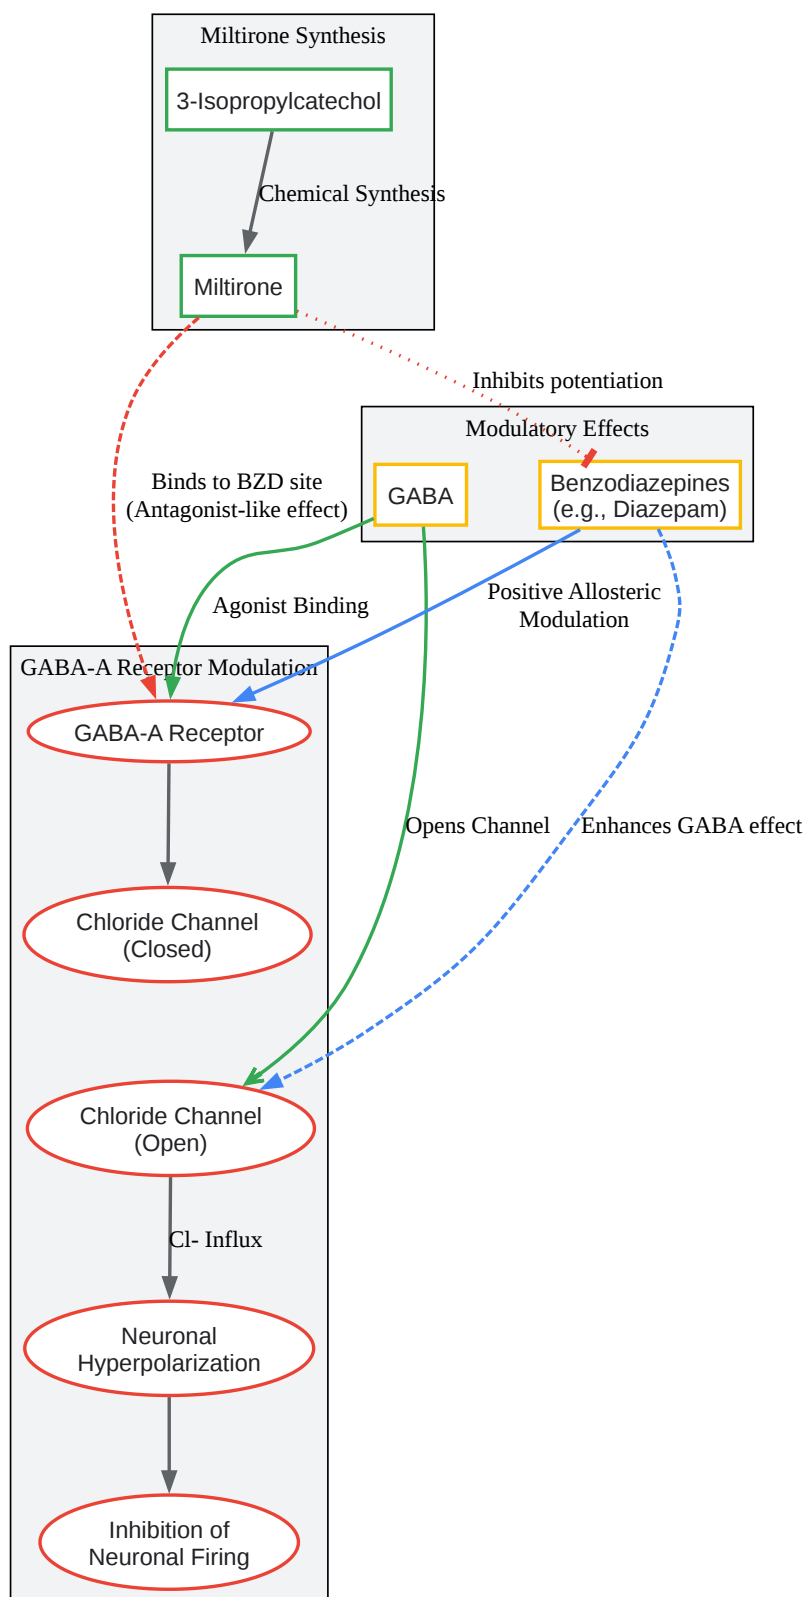 Miltirone Synthesis
3-Isopropylcatechol
Chemical Synthesis
Miltirone
Inhibits potentiation
Modulatory Effects
Binds to BZD site
(Antagonist-like effect)
GABA
Benzodiazepines
(e.g., Diazepam)
Agonist Binding
Positive Allosteric
Modulation
GABA-A Receptor Modulation
GABA-A Receptor
Opens Channel
Enhances GABA effect
Chloride Channel
(Closed)
Chloride Channel
(Open)
Cl- Influx
Neuronal
Hyperpolarization
Inhibition of
Neuronal Firing